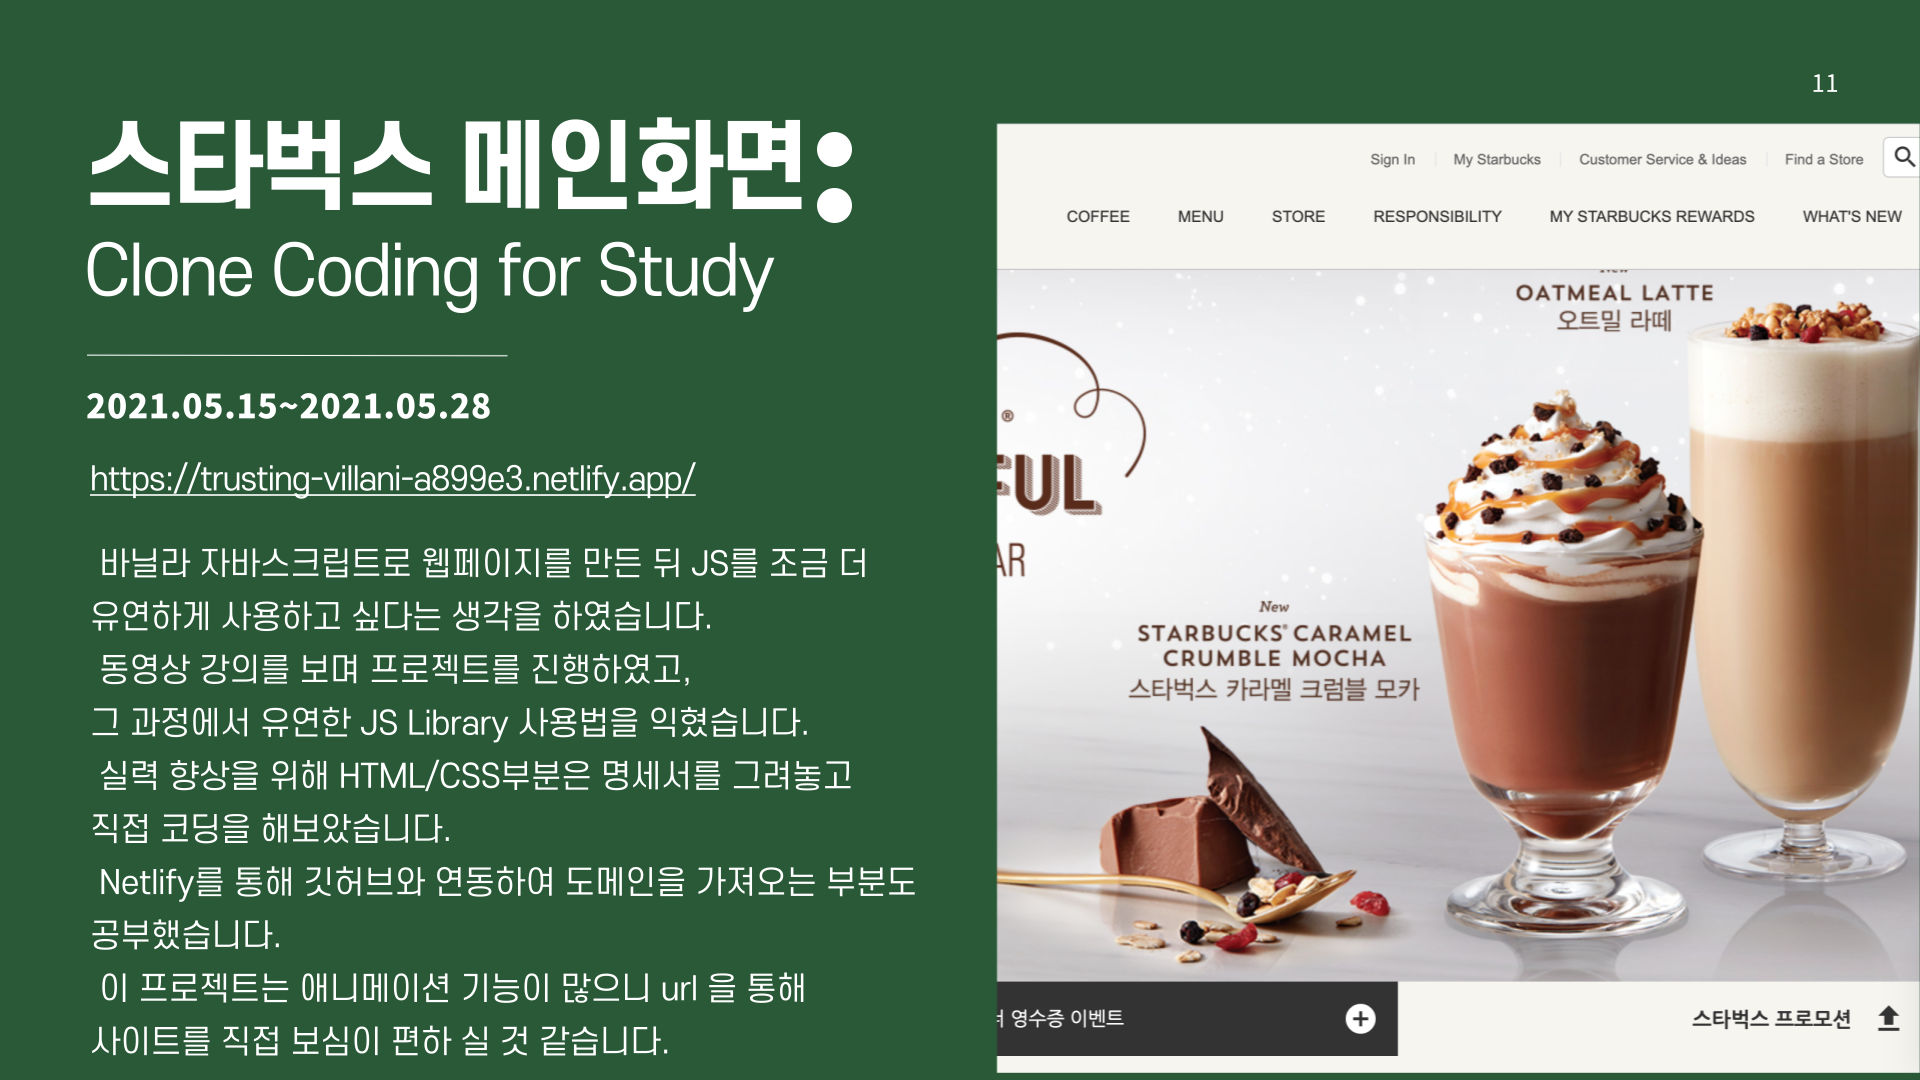 11
스타벅스 메인화면:
Clone Coding for Study
2021.05.15~2021.05.28
https://trusting-villani-a899e3.netlify.app/
바닐라 자바스크립트로 웹페이지를 만든 뒤 JS를 조금 더
유연하게 사용하고 싶다는 생각을 하였습니다.
동영상 강의를 보며 프로젝트를 진행하였고,
그 과정에서 유연한 JS Library 사용법을 익혔습니다.
실력 향상을 위해 HTML/CSS부분은 명세서를 그려놓고
직접 코딩을 해보았습니다.
Netlify를 통해 깃허브와 연동하여 도메인을 가져오는 부분도
공부했습니다.
이 프로젝트는 애니메이션 기능이 많으니 url 을 통해
사이트를 직접 보심이 편하 실 것 같습니다.
Sign In My Starbucks Customer Service & Ideas Find a Store
COFFEE MENU STORE RESPONSIBILITY MY STARBUCKS REWARDS WHAT'S NEW
OATMEAL LATTE
오트밀 라떼
®
FUL
AR
New
STARBUCKS® CARAMEL
CRUMBLE MOCHA
스타벅스 카라멜 크럼블 모카
영수증 이벤트
스타벅스 프로모션